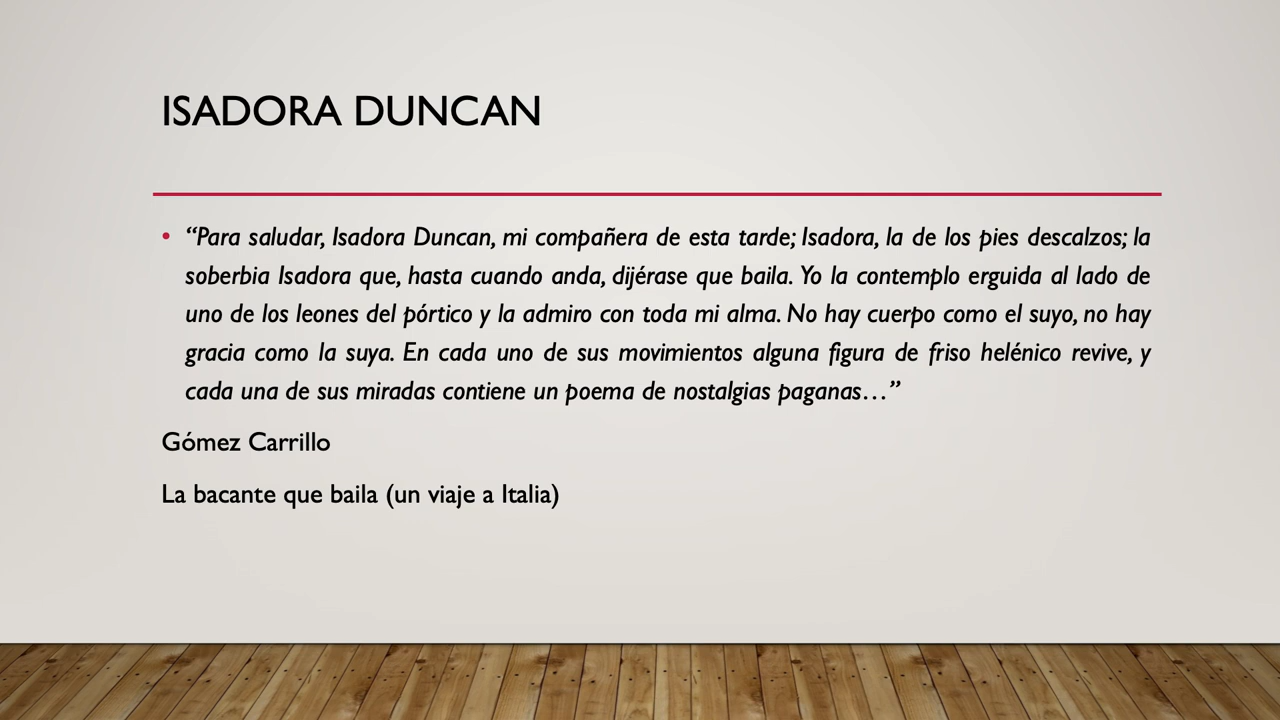 ISADORA DUNCAN
• “Para saludar, Isadora Duncan, mi compañera de esta tarde; Isadora, la de los pies descalzos; la
soberbia Isadora que, hasta cuando anda, dijérase que baila. Yo la contemplo erguida al lado de
uno de los leones del pórtico y la admiro con toda mi alma. No hay cuerpo como el suyo, no hay
gracia como la suya. En cada uno de sus movimientos alguna figura de friso helénico revive, y
cada una de sus miradas contiene un poema de nostalgias paganas…”
Gómez Carrillo
La bacante que baila (un viaje a Italia)